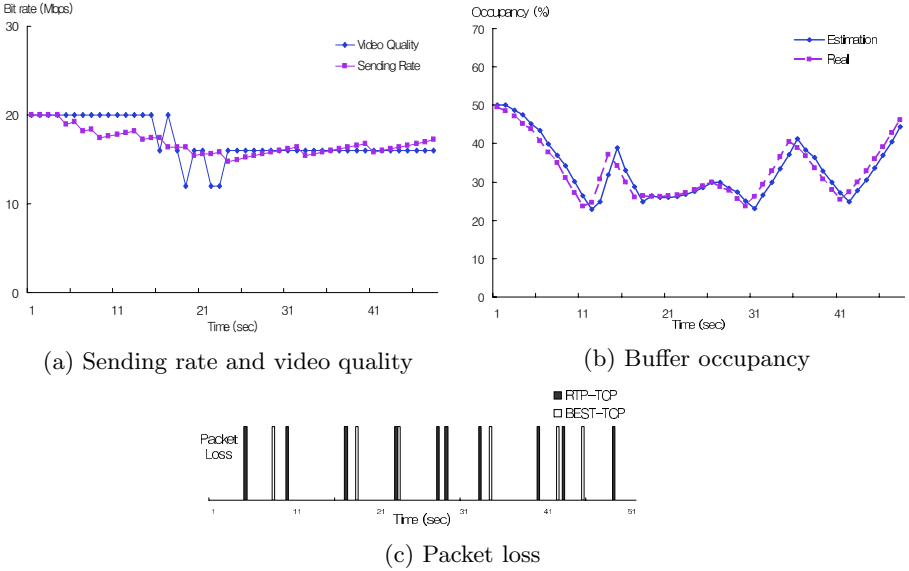 Bit rate (Mbps)
30
20
10
0
Video Quality
Sending Rate
1 11 21 31 41
Time (sec)
(a) Sending rate and video quality
Occupancy (%)
70
60
50
40
30
20
10
0
Estimation
Real
1 11 21 31 41
Time (sec)
(b) Buffer occupancy
RTP-TCP
BEST-TCP
Packet
Loss
1 11 21 31 41 51
Time (sec)
(c) Packet loss